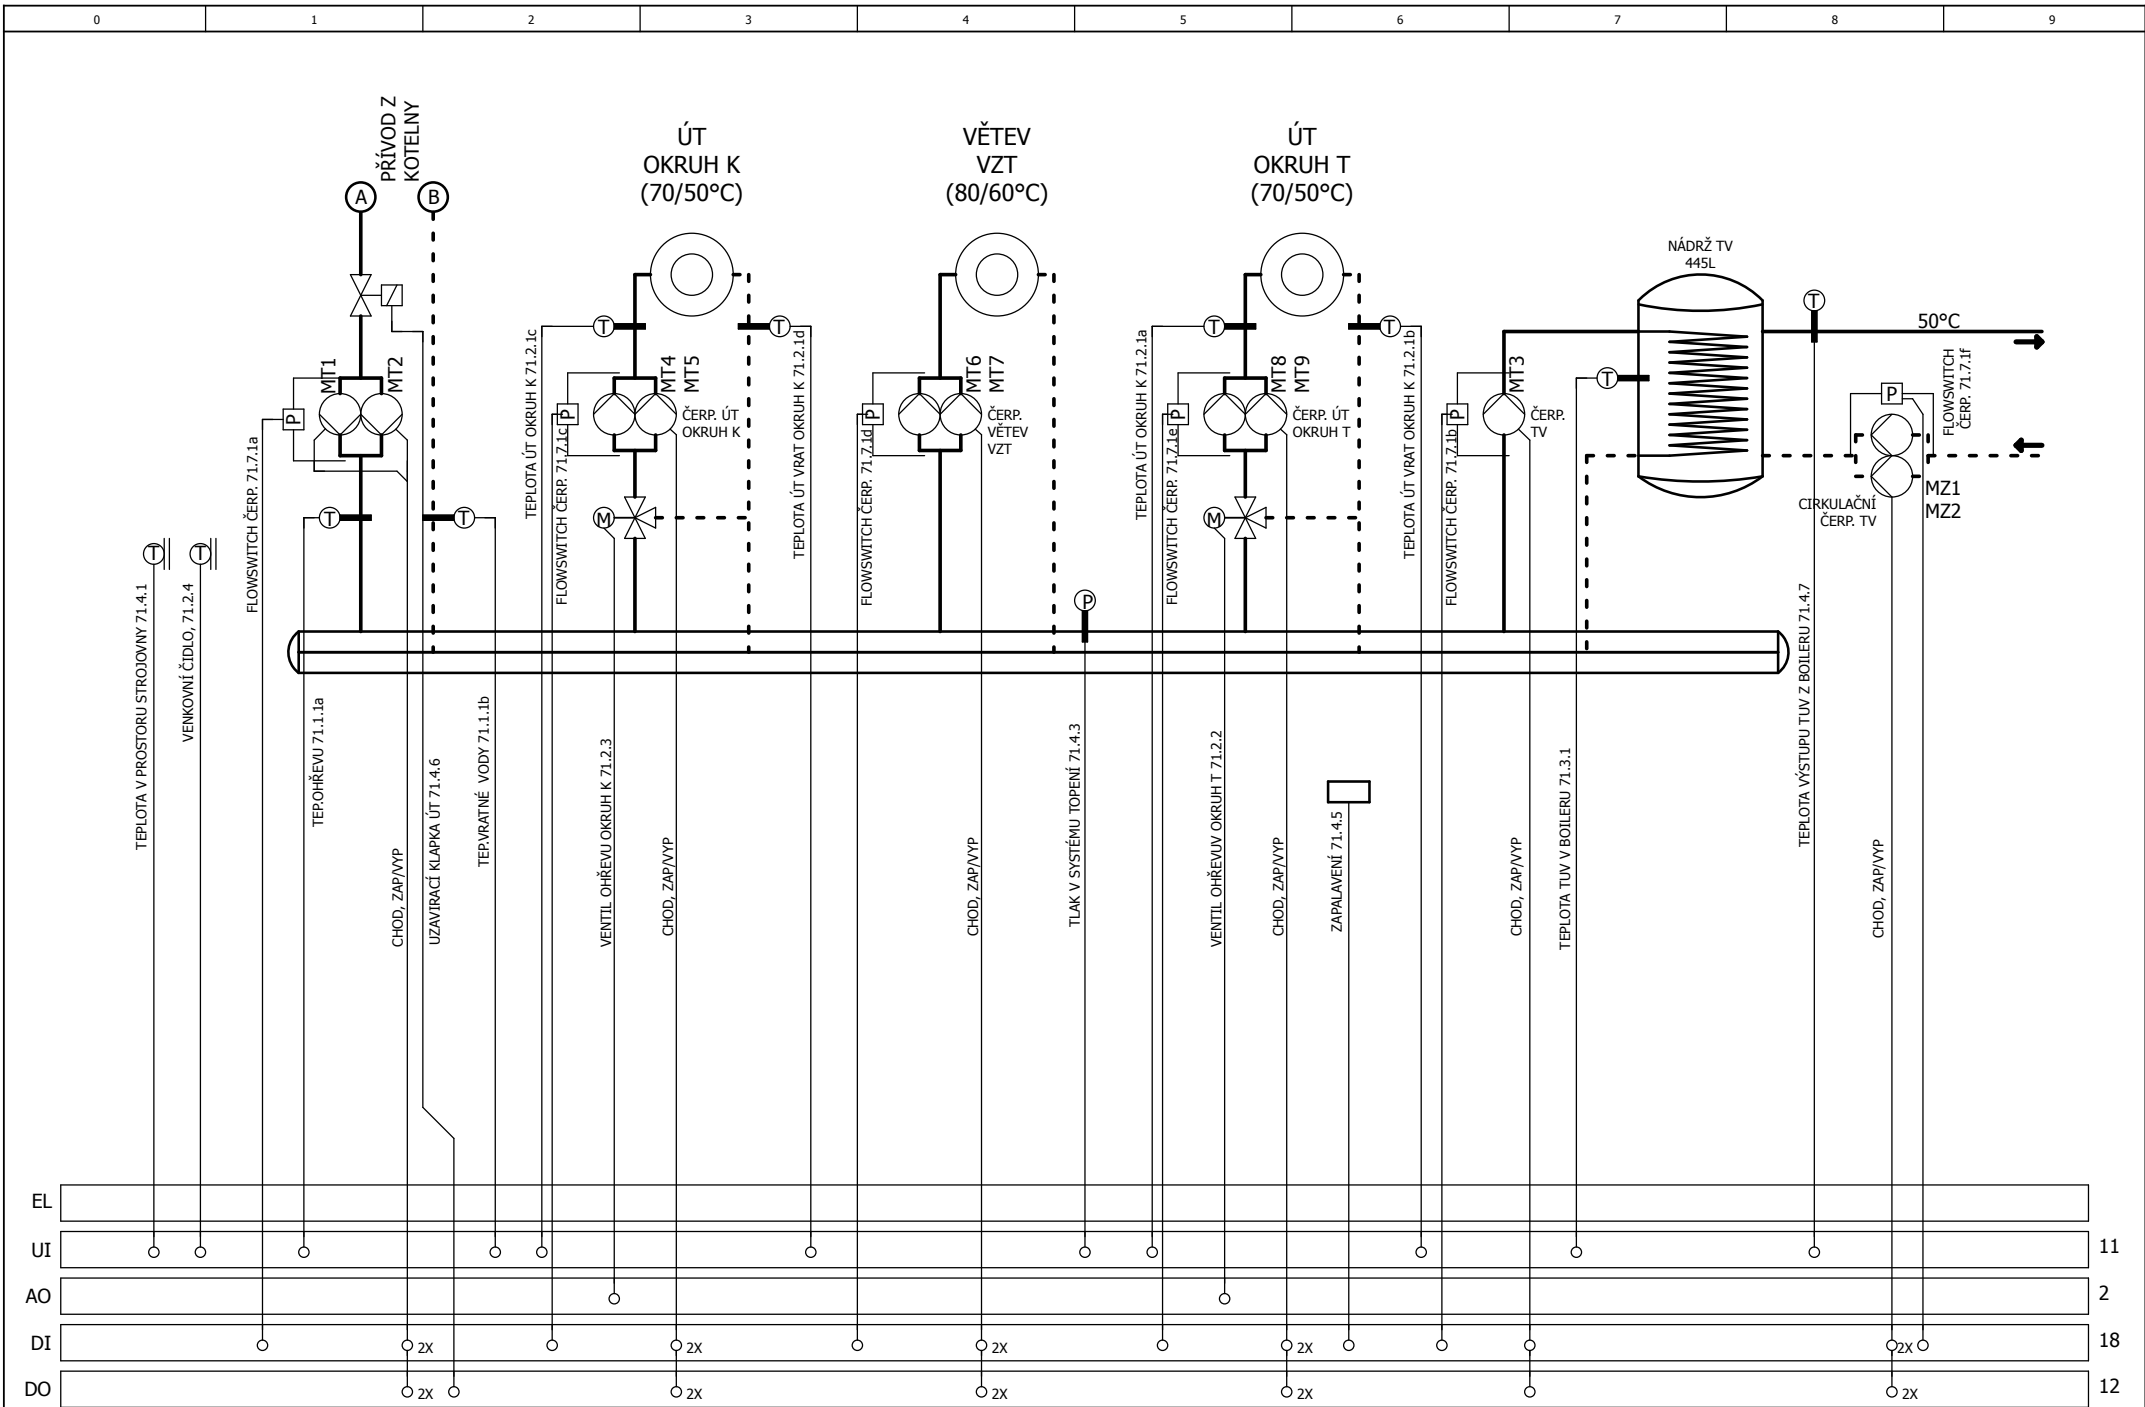 0 1 2 3 4 5 6 7 8 9
PŘÍVOD Z
KOTELNY
A
B
ÚT
OKRUH K
(70/50°C)
VĚTEV
VZT
(80/60°C)
ÚT
OKRUH T
(70/50°C)
NÁDRŽ TV
445L
T
50°C
T
T
T
T
MT1
MT2
MT4
MT5
MT6
MT7
MT8
MT9
MT3
T
P
P
ČERP. ÚT
OKRUH K
P
ČERP.
VĚTEV
VZT
P
ČERP. ÚT
OKRUH T
P
ČERP.
TV
P
FLOWSWITCH
ČERP. 71.7.1f
MZ1
MZ2
CIRKULAČNÍ
ČERP. TV
T
T
M
M
T
T
P
TEPLOTA V PROSTORU STROJOVNY 71.4.1
VENKOVNÍ ČIDLO, 71.2.4
FLOWSWITCH ČERP. 71.7.1a
TEP.OHŘEVU 71.1.1a
CHOD, ZAP/VYP
UZAVIRACÍ KLAPKA ÚT 71.4.6
TEP.VRATNÉ VODY 71.1.1b
TEPLOTA ÚT OKRUH K 71.2.1c
FLOWSWITCH ČERP. 71.7.1c
VENTIL OHŘEVU OKRUH K 71.2.3
CHOD, ZAP/VYP
TEPLOTA ÚT VRAT OKRUH K 71.2.1d
FLOWSWITCH ČERP. 71.7.1d
CHOD, ZAP/VYP
TLAK V SYSTÉMU TOPENÍ 71.4.3
TEPLOTA ÚT OKRUH K 71.2.1a
FLOWSWITCH ČERP. 71.7.1e
VENTIL OHŘEVUV OKRUH T 71.2.2
CHOD, ZAP/VYP
ZAPALAVENÍ 71.4.5
TEPLOTA ÚT VRAT OKRUH K 71.2.1b
FLOWSWITCH ČERP. 71.7.1b
CHOD, ZAP/VYP
TEPLOTA TUV V BOILERU 71.3.1
TEPLOTA VÝSTUPU TUV Z BOILERU 71.4.7
CHOD, ZAP/VYP
EL
UI 11
AO 2
DI 2X 2X 2X 2X 2X 18
DO 2X 2X 2X 2X 2X 12